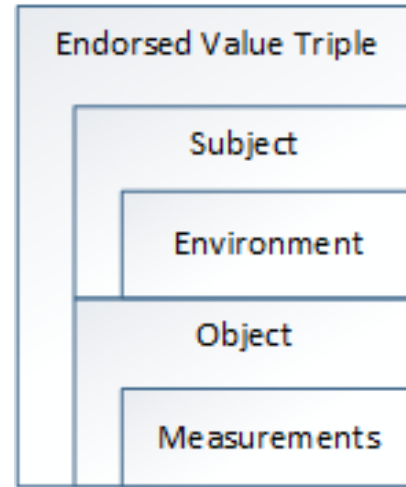 Endorsed Value Triple
Subject
Environment
Object
Measurements